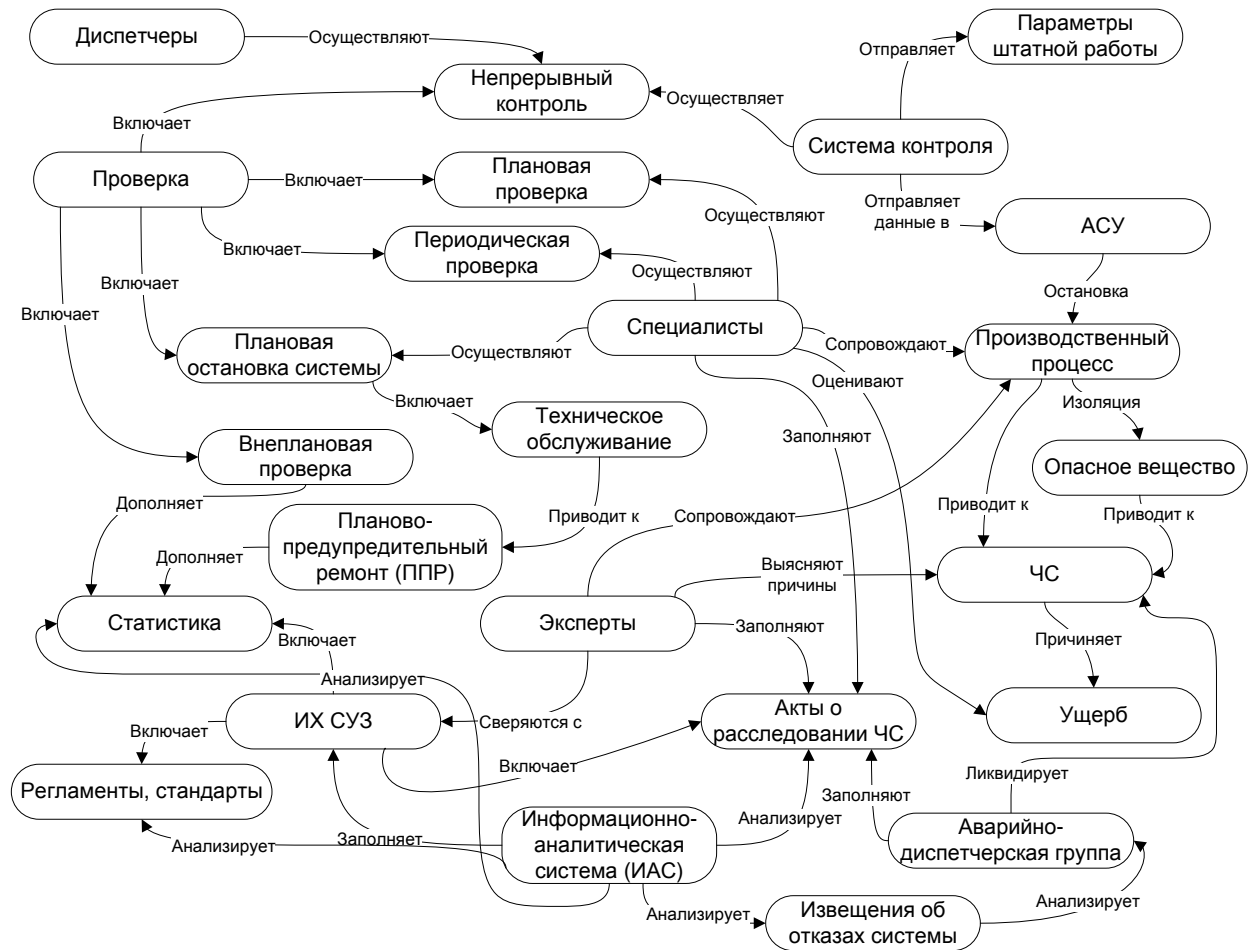 Диспетчеры
Осуществляют
Параметры
штатной работы
Отправляет
Непрерывный
контроль
Осуществляет
Включает
Система контроля
Проверка
Включает
Плановая
проверка
Отправляет
данные в
Осуществляют
АСУ
Включает
Периодическая
проверка
Осуществляют
Включает
Остановка
Включает
Специалисты
Плановая
остановка системы
Осуществляют
Сопровождают
Производственный
процесс
Оценивают
Включает
Изоляция
Техническое
обслуживание
Заполняют
Внеплановая
проверка
Опасное вещество
Дополняет
Приводит к
Сопровождают
Приводит к
Приводит к
Планово-
предупредительный
ремонт (ППР)
Дополняет
Выясняют
причины
ЧС
Статистика
Эксперты
Заполняют
Включает
Причиняет
Анализирует
ИХ СУЗ
Сверяются с
Акты о
расследовании ЧС
Ущерб
Включает
Включает
Ликвидирует
Регламенты, стандарты
Заполняют
Анализирует
Заполняет
Информационно-
аналитическая
система (ИАС)
Анализирует
Аварийно-
диспетчерская группа
Анализирует
Извещения об
отказах системы
Анализирует